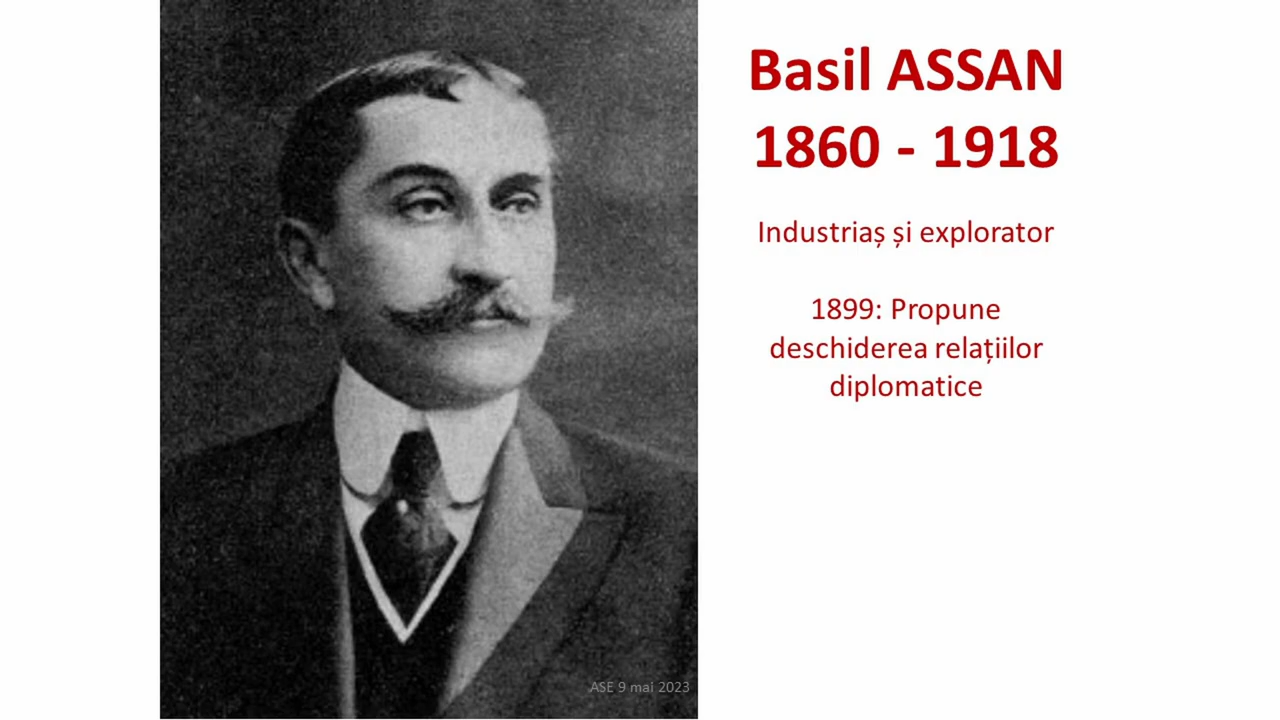 Basil ASSAN
1860 - 1918
Industriaș și explorator
1899: Propune
deschiderea relațiilor
diplomatice
ASE 9 mai 2023